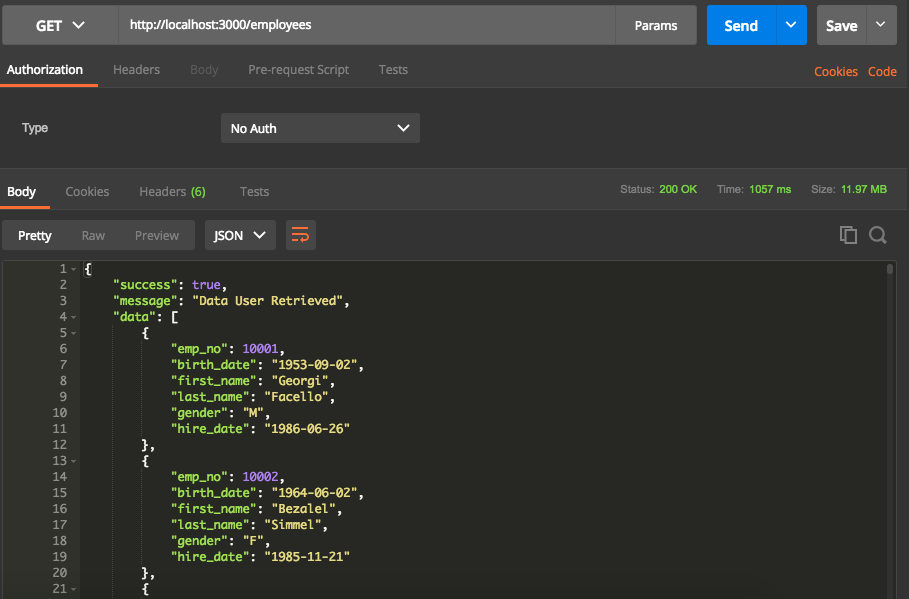 GET http://localhost:3000/employees Params Send Save
Authorization Headers Body Pre-request Script Tests Cookies Code
Type No Auth
Body Cookies Headers (6) Tests Status: 200 OK Time: 1057 ms Size: 11.97 MB
Pretty Raw Preview JSON
1 {
2 "success": true,
3 "message": "Data User Retrieved",
4 "data": [
5 {
6 "emp_no": 10001,
7 "birth_date": "1953-09-02",
8 "first_name": "Georgi",
9 "last_name": "Facello",
10 "gender": "M",
11 "hire_date": "1986-06-26"
12 },
13 {
14 "emp_no": 10002,
15 "birth_date": "1964-06-02",
16 "first_name": "Bezalel",
17 "last_name": "Simmel",
18 "gender": "F",
19 "hire_date": "1985-11-21"
20 },
21 {